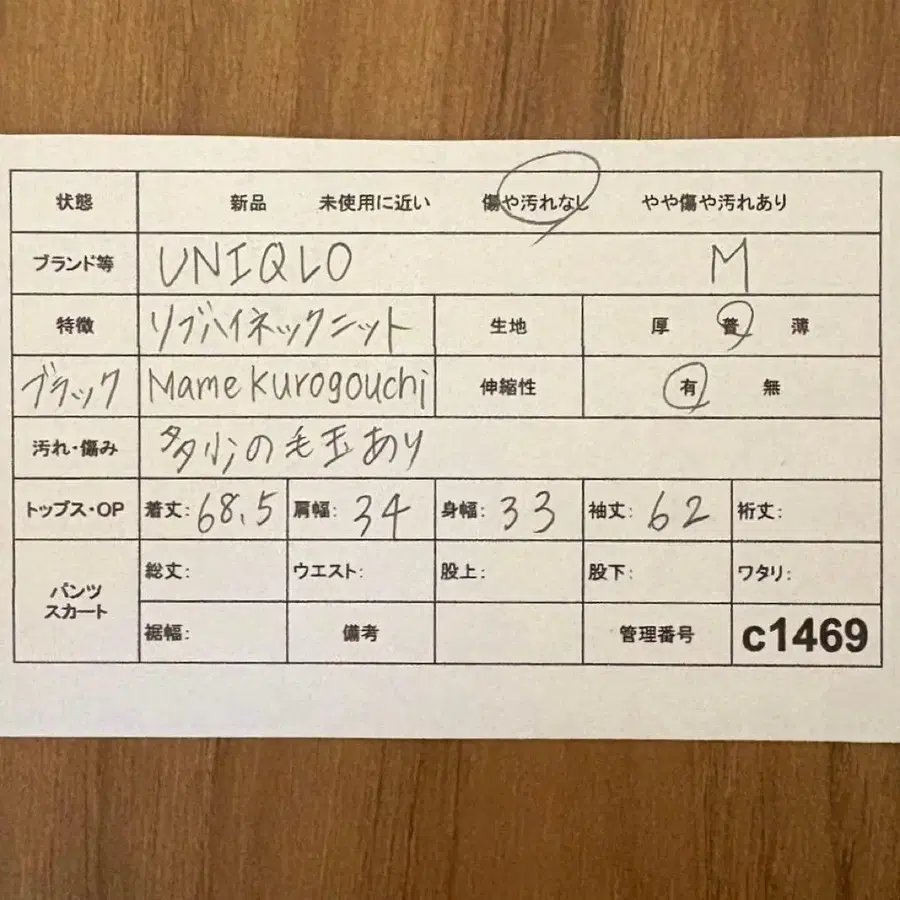 状態 新品 未使用に近い 傷や汚れなし やや傷や汚れあり
ブランド等 UNIQLO M
特徴 リブハイネックニット 生地 厚 普 薄
ブラック Mame Kurogouchi 伸縮性 有 無
汚れ・傷み 多少の毛玉あり
トップス・OP 着丈: 68.5 肩幅: 34 身幅: 33 袖丈: 62 裄丈:
パンツ スカート 総丈: ウエスト: 股上: 股下: ワタリ:
裾幅: 備考 管理番号 c1469